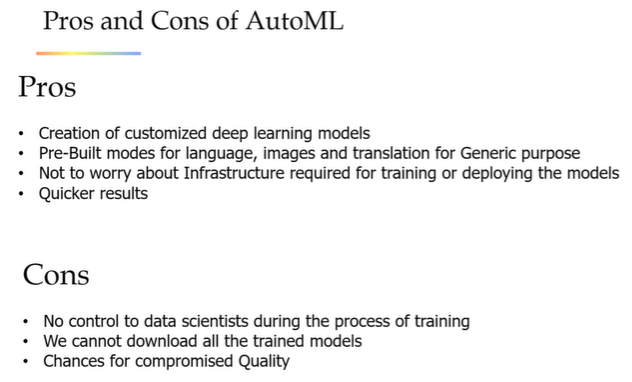 Pros and Cons of AutoML
Pros
• Creation of customized deep learning models
• Pre-Built modes for language, images and translation for Generic purpose
• Not to worry about Infrastructure required for training or deploying the models
• Quicker results
Cons
• No control to data scientists during the process of training
• We cannot download all the trained models
• Chances for compromised Quality